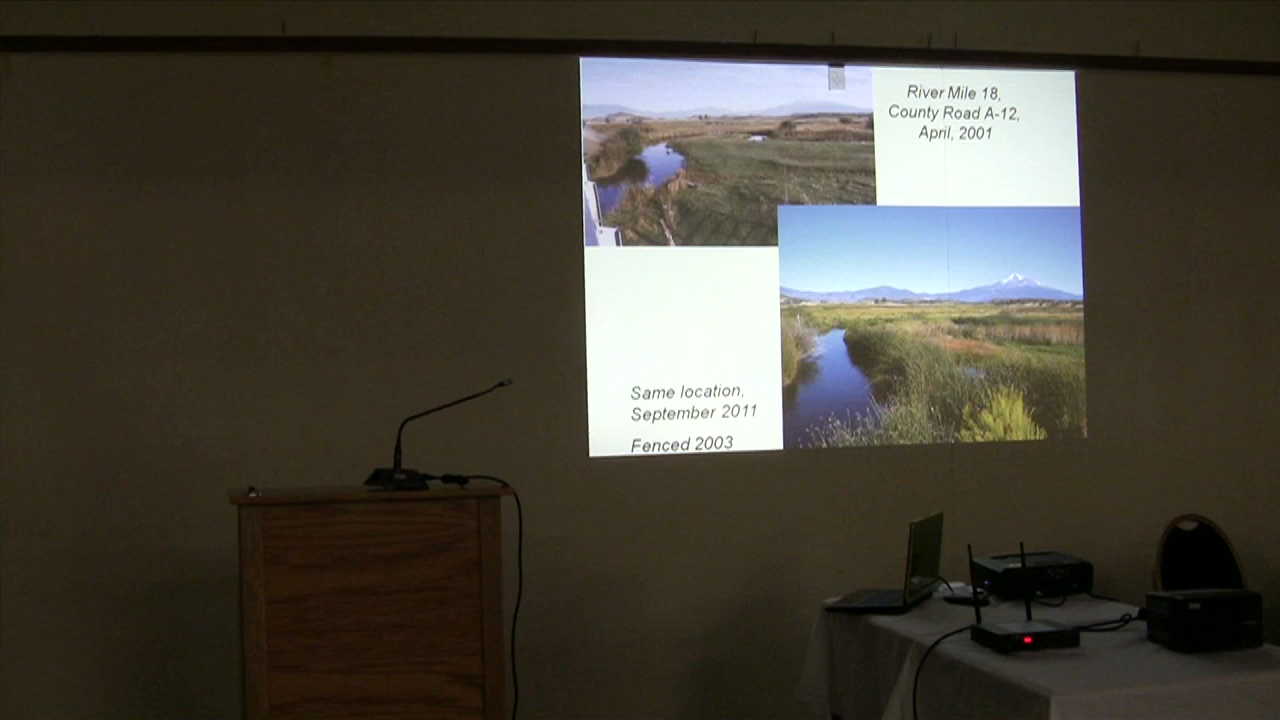 River Mile 18,
County Road A-12,
April, 2001
Same location,
September 2011
Fenced 2003